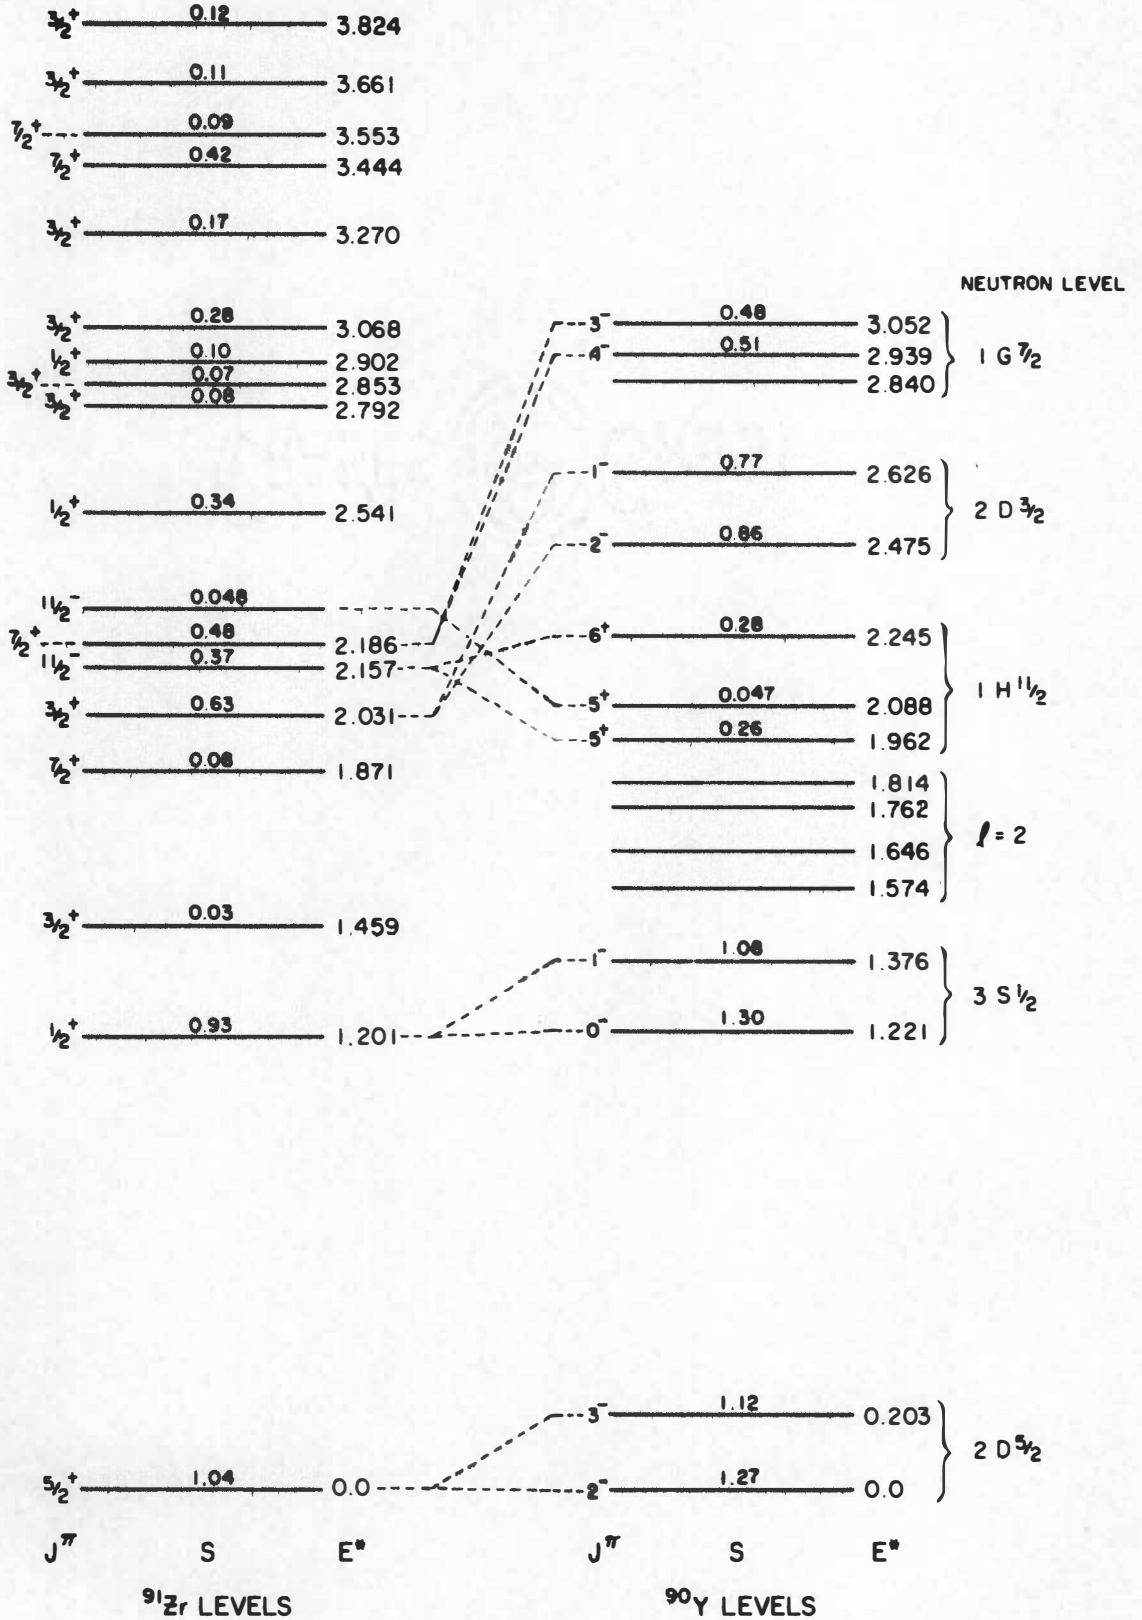 3/2+ 0.12 3.824
3/2+ 0.11 3.661
7/2+ 0.09 3.553
7/2+ 0.42 3.444
3/2+ 0.17 3.270
NEUTRON LEVEL
3/2+ 0.28 3.068 3- 0.48 3.052
1/2+ 0.10 2.902 4- 0.51 2.939 1 G 7/2
3/2+ 0.07 2.853 2.840
3/2+ 0.08 2.792
1- 0.77 2.626
1/2+ 0.34 2.541 2 D 3/2
2- 0.86 2.475
11/2- 0.048
7/2+ 0.48 2.186 6+ 0.28 2.245
11/2- 0.37 2.157 1 H 11/2
3/2+ 0.63 2.031 5+ 0.047 2.088
5+ 0.26 1.962
7/2+ 0.08 1.871 1.814
1.762
ℓ = 2
1.646
1.574
3/2+ 0.03 1.459
1- 1.08 1.376
3 S 1/2
1/2+ 0.93 1.201 0- 1.30 1.221
3- 1.12 0.203
2 D 5/2
5/2+ 1.04 0.0 2- 1.27 0.0
Jπ S E* Jπ S E*
91Zr LEVELS 90Y LEVELS